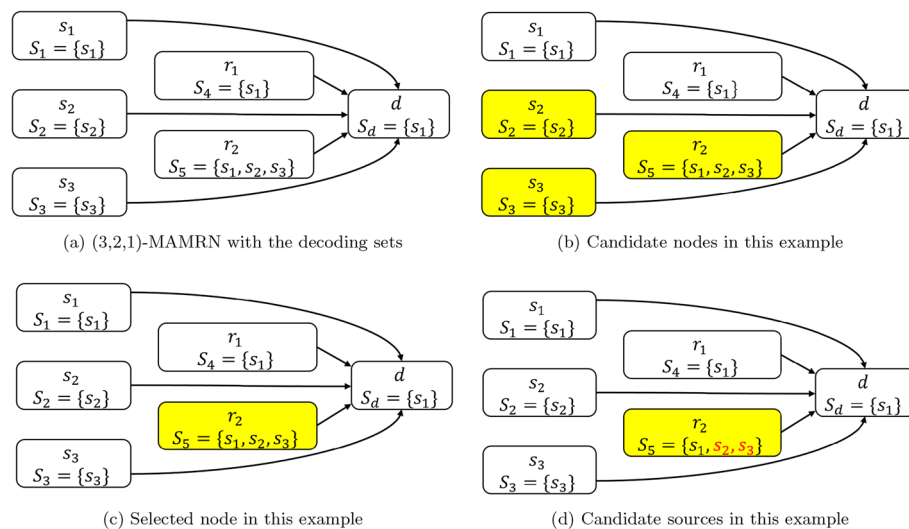 s₁
S₁ = {s₁}
r₁
S₄ = {s₁}
s₂
S₂ = {s₂}
d
S_d = {s₁}
r₂
S₅ = {s₁, s₂, s₃}
s₃
S₃ = {s₃}
(a) (3,2,1)-MAMRN with the decoding sets
s₁
S₁ = {s₁}
r₁
S₄ = {s₁}
s₂
S₂ = {s₂}
d
S_d = {s₁}
r₂
S₅ = {s₁, s₂, s₃}
s₃
S₃ = {s₃}
(b) Candidate nodes in this example
s₁
S₁ = {s₁}
r₁
S₄ = {s₁}
s₂
S₂ = {s₂}
d
S_d = {s₁}
r₂
S₅ = {s₁, s₂, s₃}
s₃
S₃ = {s₃}
(c) Selected node in this example
s₁
S₁ = {s₁}
r₁
S₄ = {s₁}
s₂
S₂ = {s₂}
d
S_d = {s₁}
r₂
S₅ = {s₁, s₂, s₃}
s₃
S₃ = {s₃}
(d) Candidate sources in this example